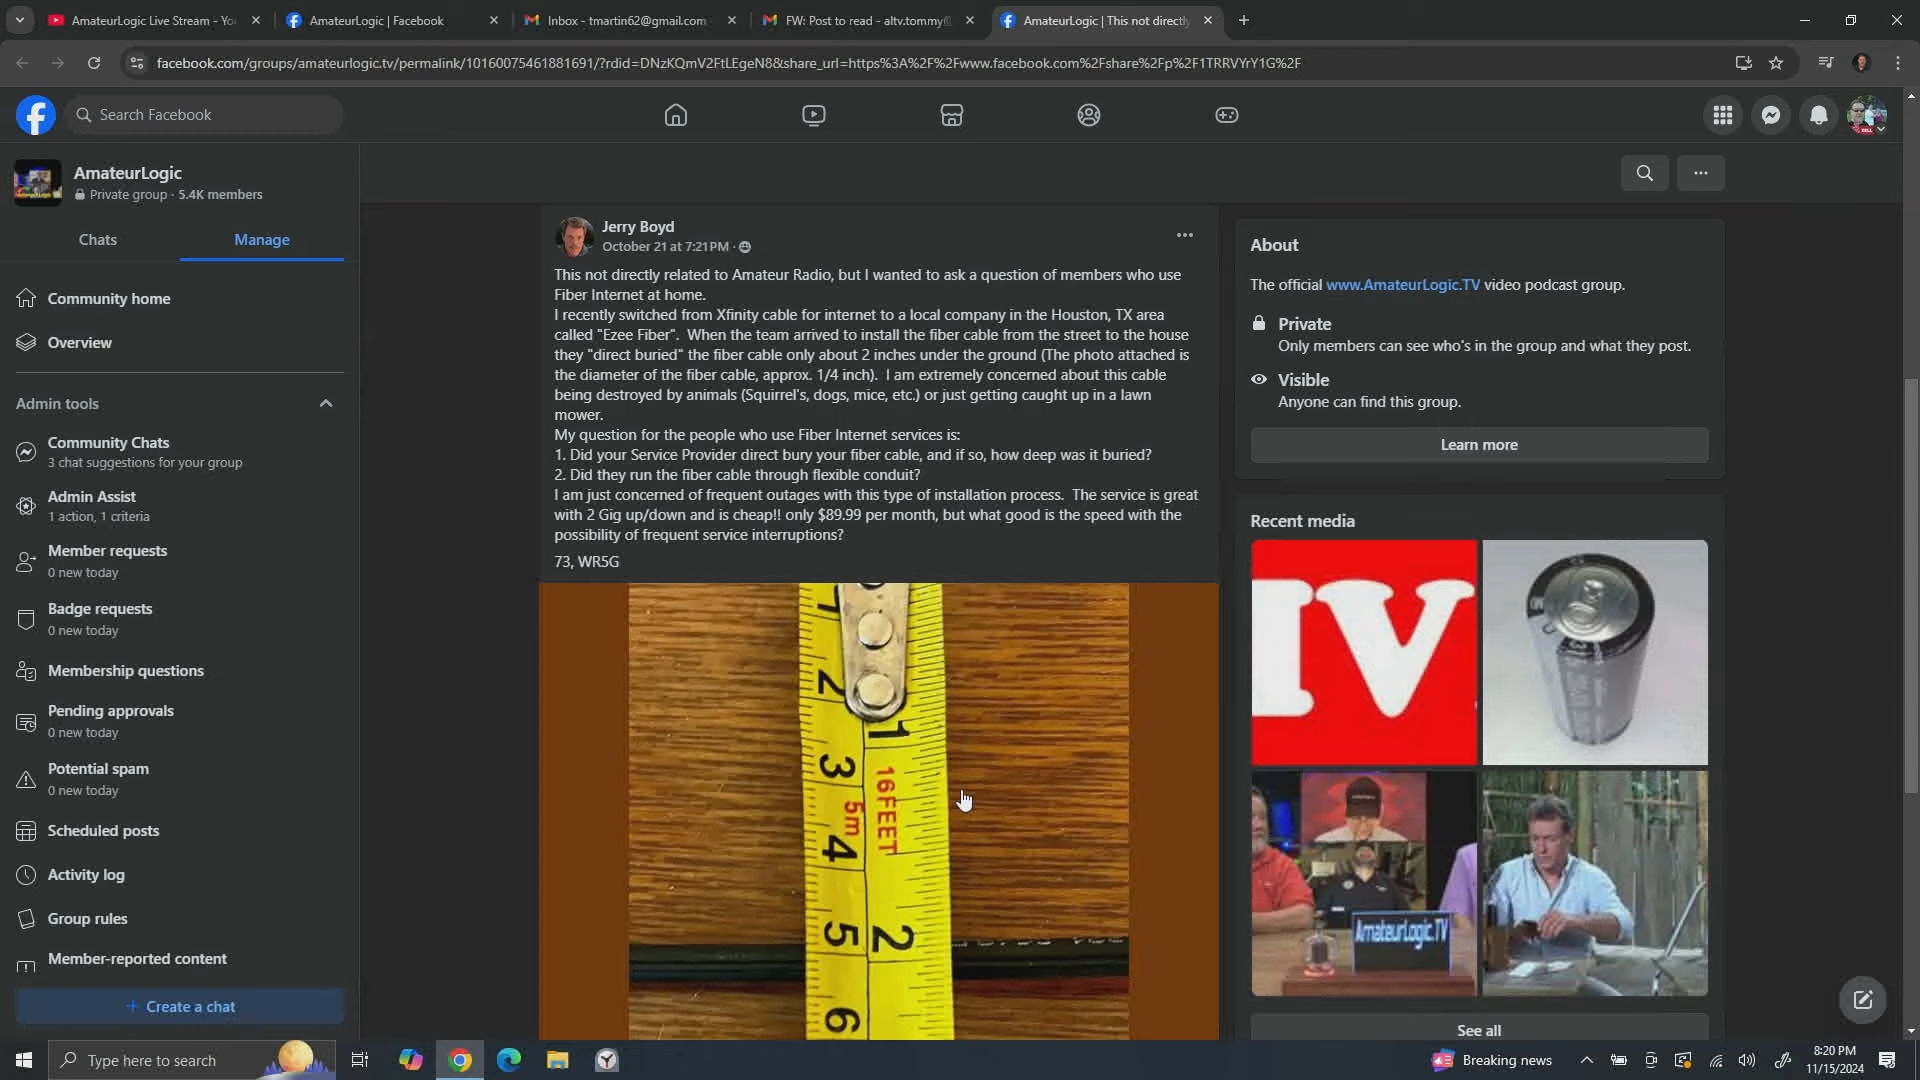 AmateurLogic Live Stream - Yo
AmateurLogic | Facebook
Inbox - tmartin62@gmail.com
FW: Post to read - altv.tommy@
AmateurLogic | This not directly
facebook.com/groups/amateurlogic.tv/permalink/10160075461881691/?rdid=DNzKQmV2FtLEgeN8&share_url=https%3A%2F%2Fwww.facebook.com%2Fshare%2Fp%2F1TRRVYrY1G%2F
Search Facebook
AmateurLogic
Private group · 5.4K members
Chats
Manage
Community home
Overview
Admin tools
Community Chats
3 chat suggestions for your group
Admin Assist
1 action, 1 criteria
Member requests
0 new today
Badge requests
0 new today
Membership questions
Pending approvals
0 new today
Potential spam
0 new today
Scheduled posts
Activity log
Group rules
Member-reported content
+ Create a chat
Jerry Boyd
October 21 at 7:21 PM ·
This not directly related to Amateur Radio, but I wanted to ask a question of members who use
Fiber Internet at home.
I recently switched from Xfinity cable for internet to a local company in the Houston, TX area
called "Ezee Fiber". When the team arrived to install the fiber cable from the street to the house
they "direct buried" the fiber cable only about 2 inches under the ground (The photo attached is
the diameter of the fiber cable, approx. 1/4 inch). I am extremely concerned about this cable
being destroyed by animals (Squirrel's, dogs, mice, etc.) or just getting caught up in a lawn
mower.
My question for the people who use Fiber Internet services is:
1. Did your Service Provider direct bury your fiber cable, and if so, how deep was it buried?
2. Did they run the fiber cable through flexible conduit?
I am just concerned of frequent outages with this type of installation process. The service is great
with 2 Gig up/down and is cheap!! only $89.99 per month, but what good is the speed with the
possibility of frequent service interruptions?
73, WR5G
1
2
1
3
16FEET
5m
4
5
2
6
About
The official www.AmateurLogic.TV video podcast group.
Private
Only members can see who's in the group and what they post.
Visible
Anyone can find this group.
Learn more
Recent media
IV.
AmateurLogic.TV
See all
Type here to search
Breaking news
8:20 PM
11/15/2024